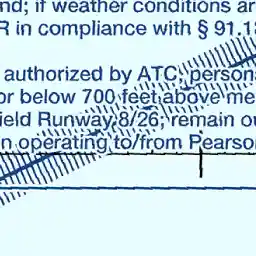 nd; if weather conditions ar
R in compliance with § 91.1
authorized by ATC, person
or below 700 feet above me
ield Runway 8/26; remain ou
n operating to/from Pearso